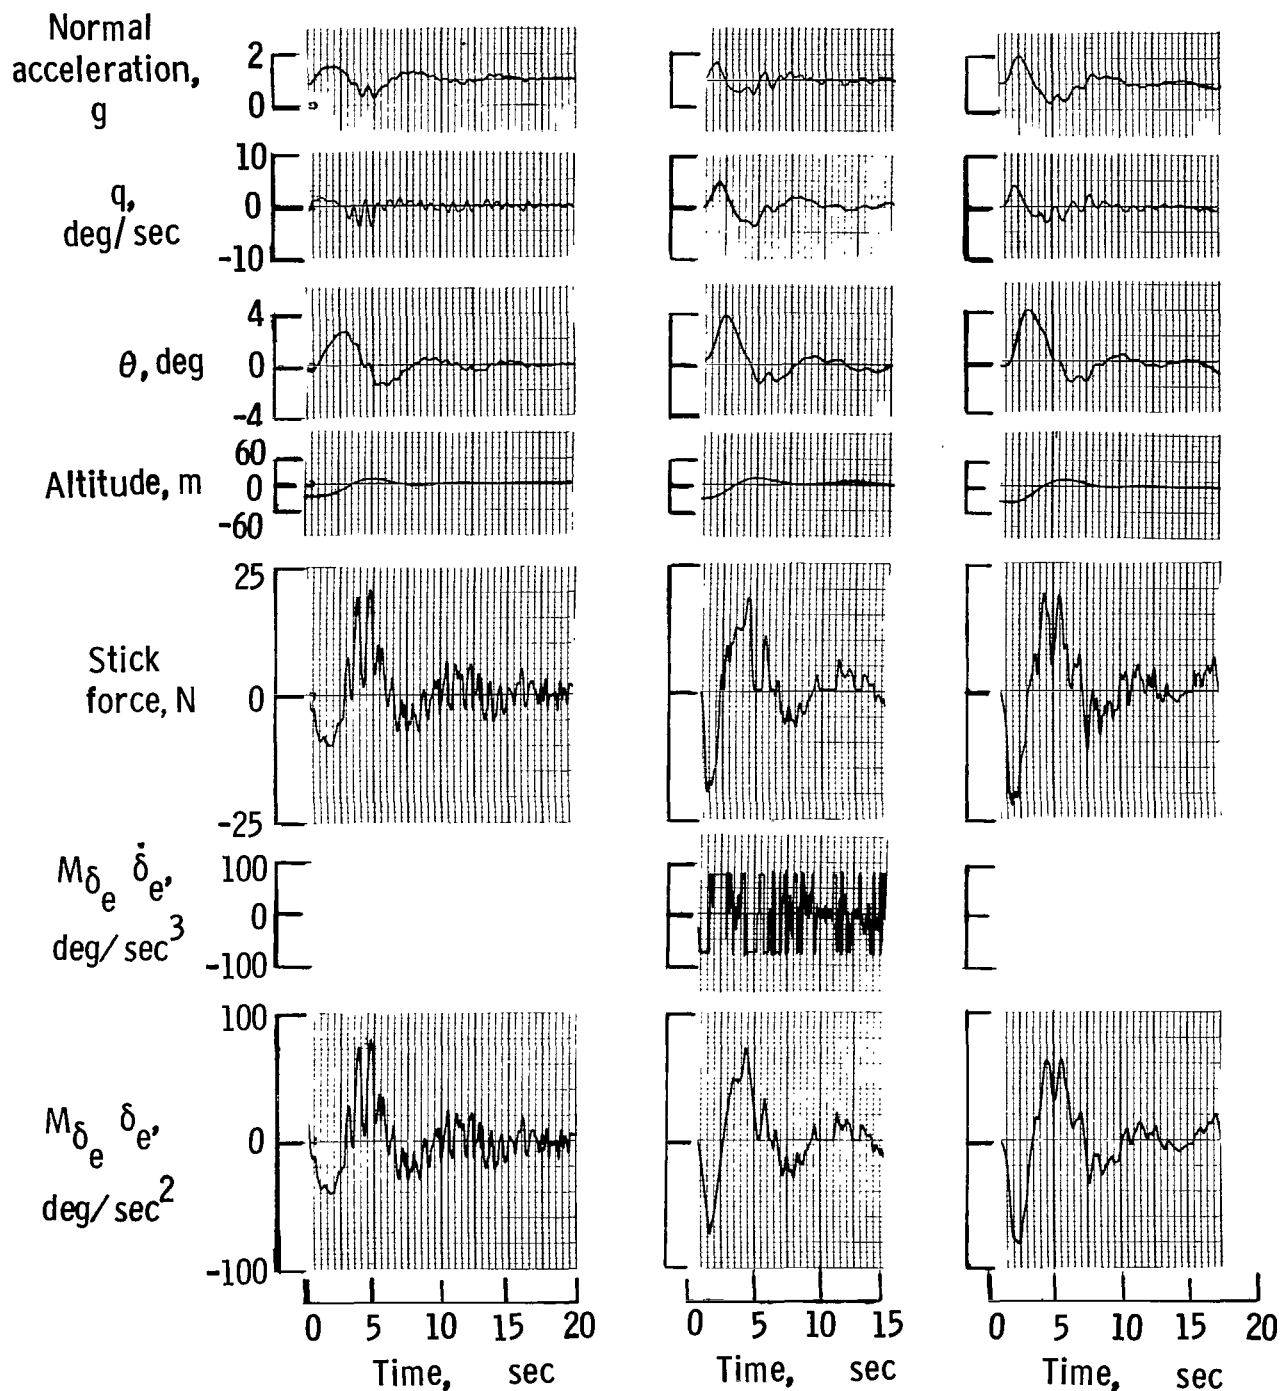 Normal
acceleration,
g
2
0
q,
deg/sec
10
0
-10
θ, deg
4
0
-4
Altitude, m
60
0
-60
Stick
force, N
25
0
-25
M_δ_e δ̇_e,
deg/sec³
100
0
-100
M_δ_e δ_e,
deg/sec²
100
0
-100
0 5 10 15 20
Time, sec
0 5 10 15
Time, sec
0 5 10 15 20
Time, sec